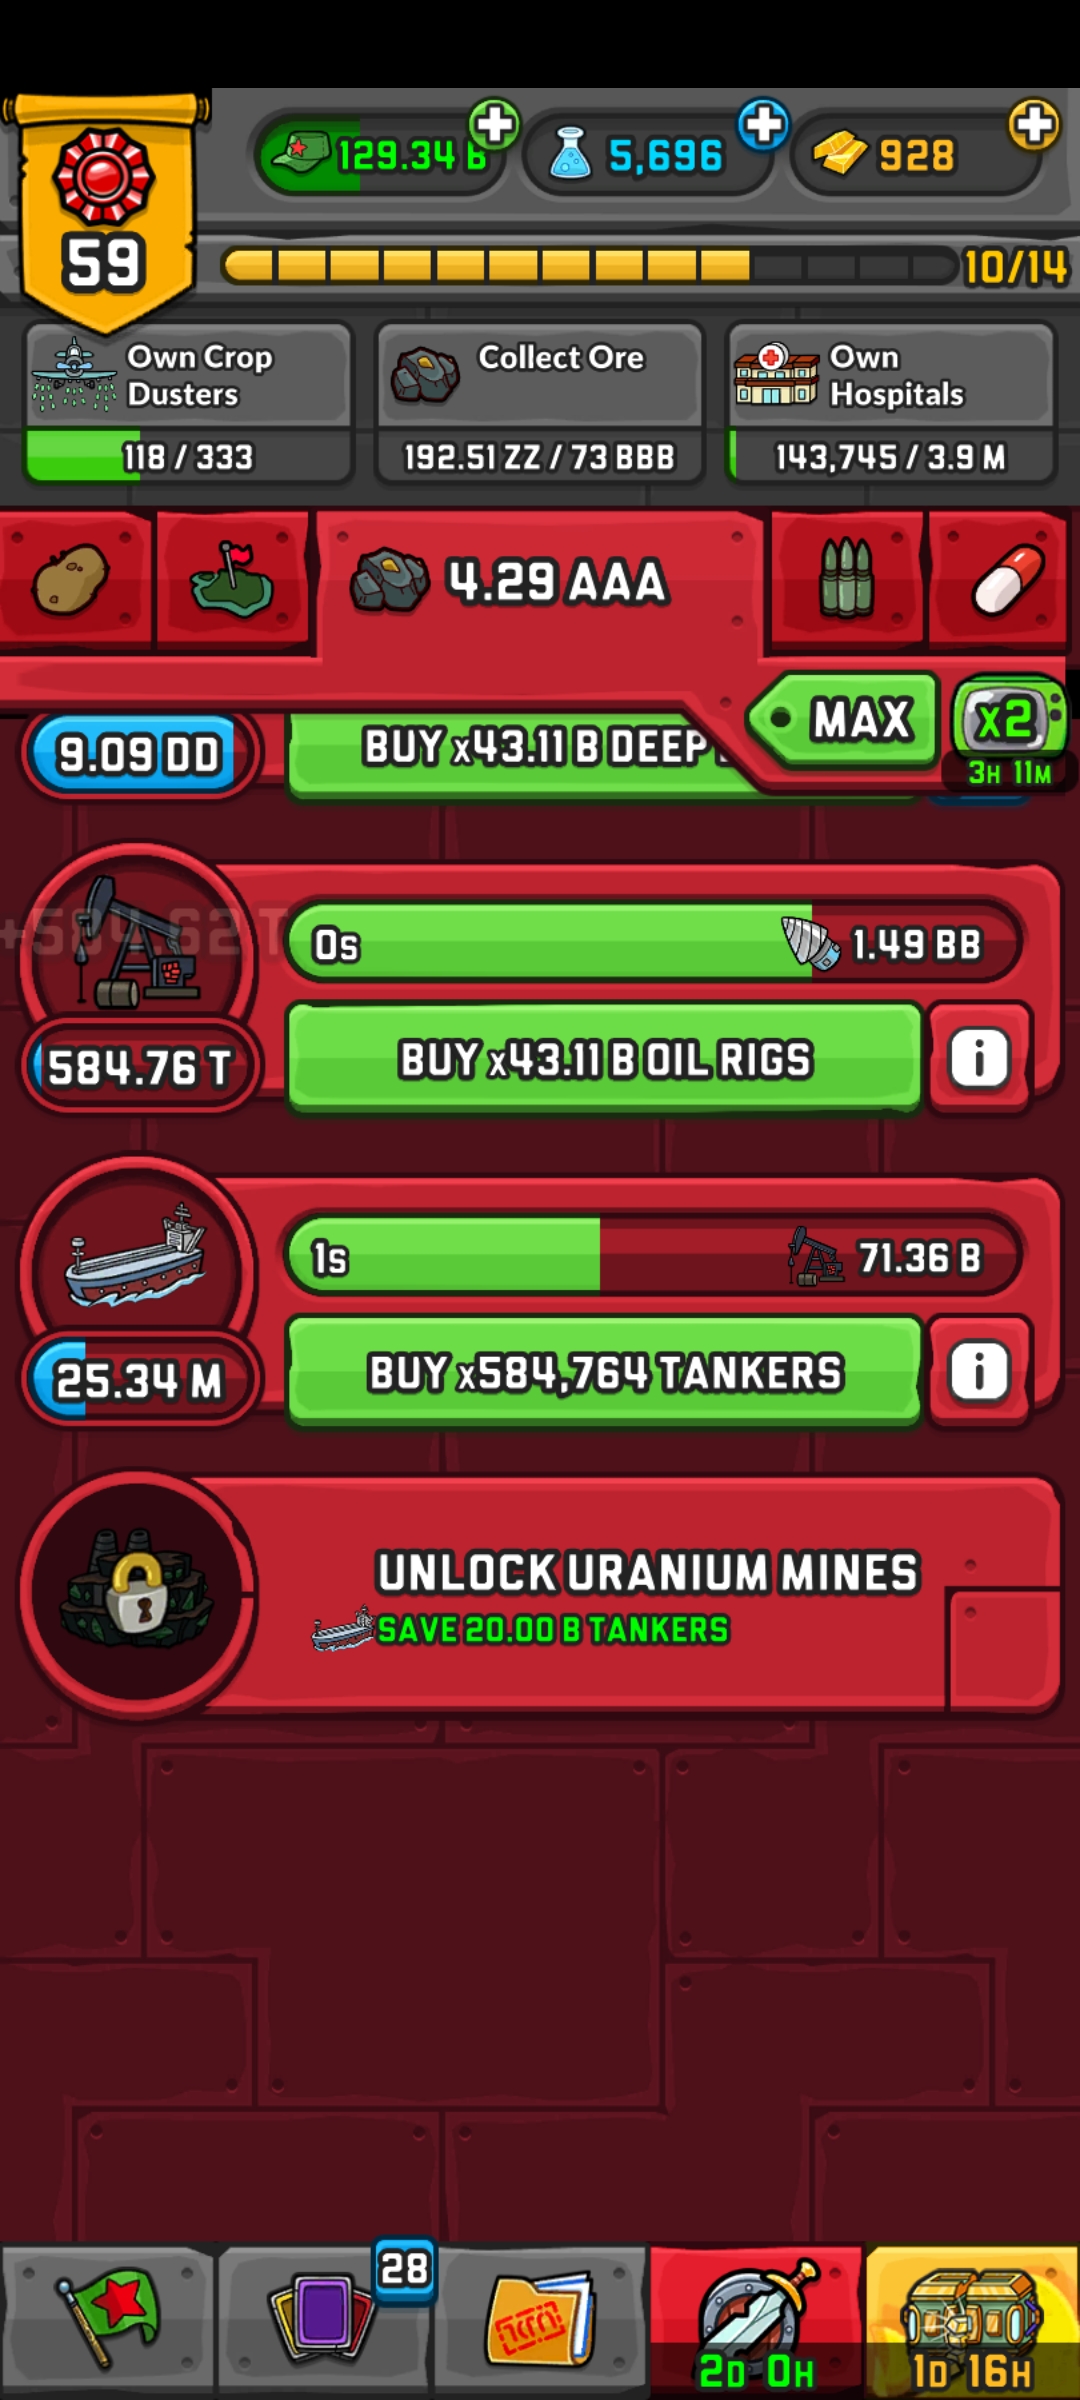 129.34 B
5,696
928
59
10/14
Own Crop
Dusters
118 / 333
Collect Ore
192.51 ZZ / 73 BBB
Own
Hospitals
143,745 / 3.9 M
4.29 AAA
MAX
x2
3H 11M
9.09 DD
BUY x43.11 B DEEP
+584.62 T
0s
1.49 BB
584.76 T
BUY x43.11 B OIL RIGS
i
1s
71.36 B
25.34 M
BUY x584,764 TANKERS
i
UNLOCK URANIUM MINES
SAVE 20.00 B TANKERS
28
2D 0H
1D 16H